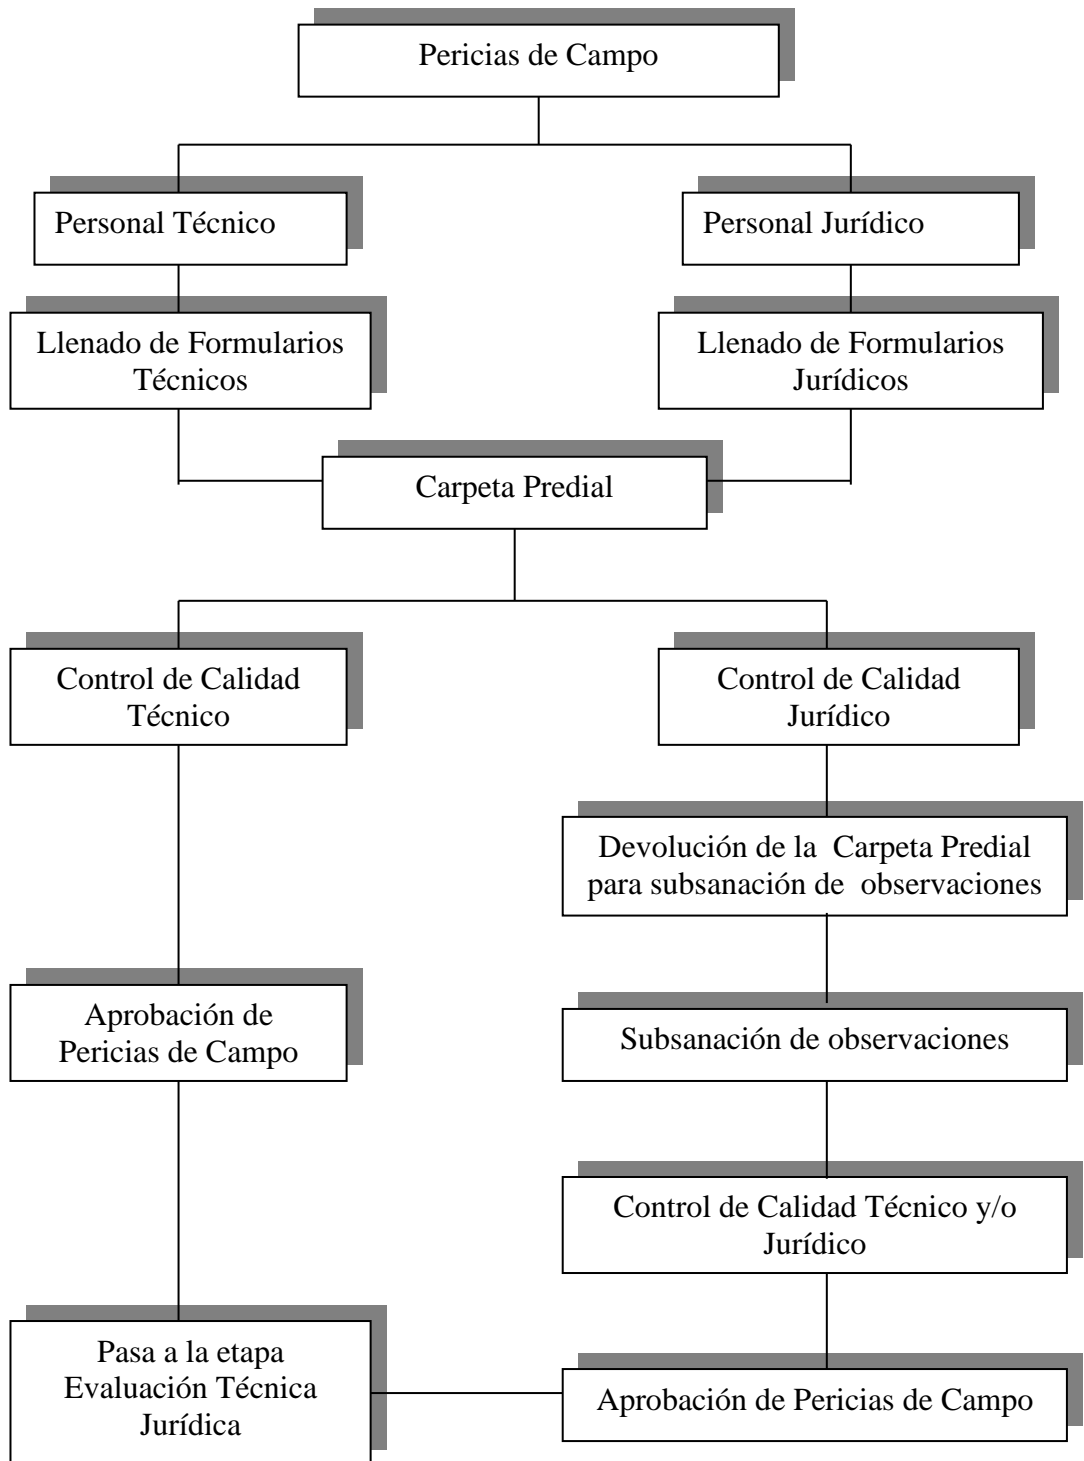 Pericias de Campo
Personal Técnico
Personal Jurídico
Llenado de Formularios
Técnicos
Llenado de Formularios
Jurídicos
Carpeta Predial
Control de Calidad
Técnico
Control de Calidad
Jurídico
Devolución de la Carpeta Predial
para subsanación de observaciones
Aprobación de
Pericias de Campo
Subsanación de observaciones
Control de Calidad Técnico y/o
Jurídico
Pasa a la etapa
Evaluación Técnica
Jurídica
Aprobación de Pericias de Campo